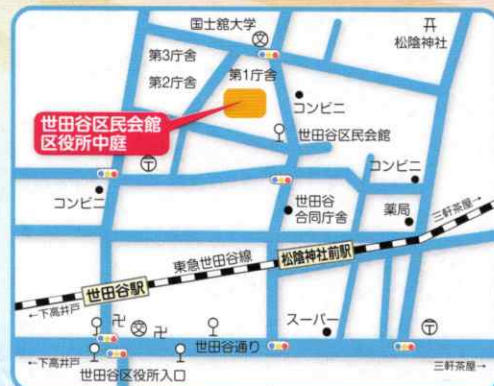 国士舘大学
文
松陰神社
第3庁舎
第2庁舎
第1庁舎
コンビニ
世田谷区民会館
区役所中庭
世田谷区民会館
コンビニ
コンビニ
世田谷
合同庁舎
薬局
三軒茶屋→
東急世田谷線
松陰神社前駅
世田谷駅
←下高井戸
文
スーパー
世田谷通り
←下高井戸
世田谷区役所入口
三軒茶屋→